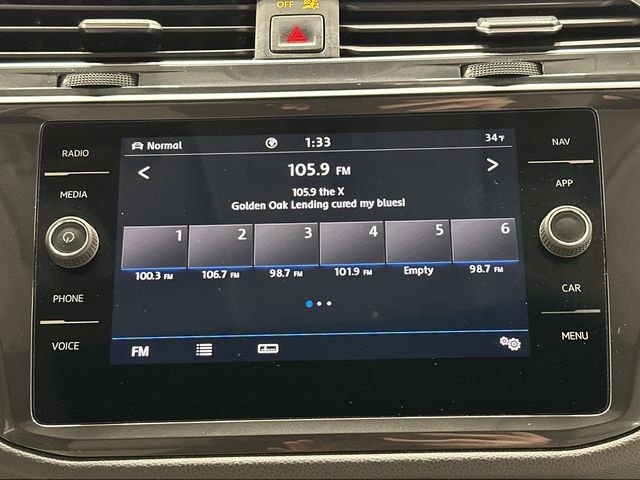 OFF
Normal 1:33 34°F
RADIO
MEDIA
PHONE
VOICE
< 105.9 FM >
105.9 the X
Golden Oak Lending cured my blues!
1 2 3 4 5 6
100.3 FM 106.7 FM 98.7 FM 101.9 FM Empty 98.7 FM
FM
NAV
APP
CAR
MENU